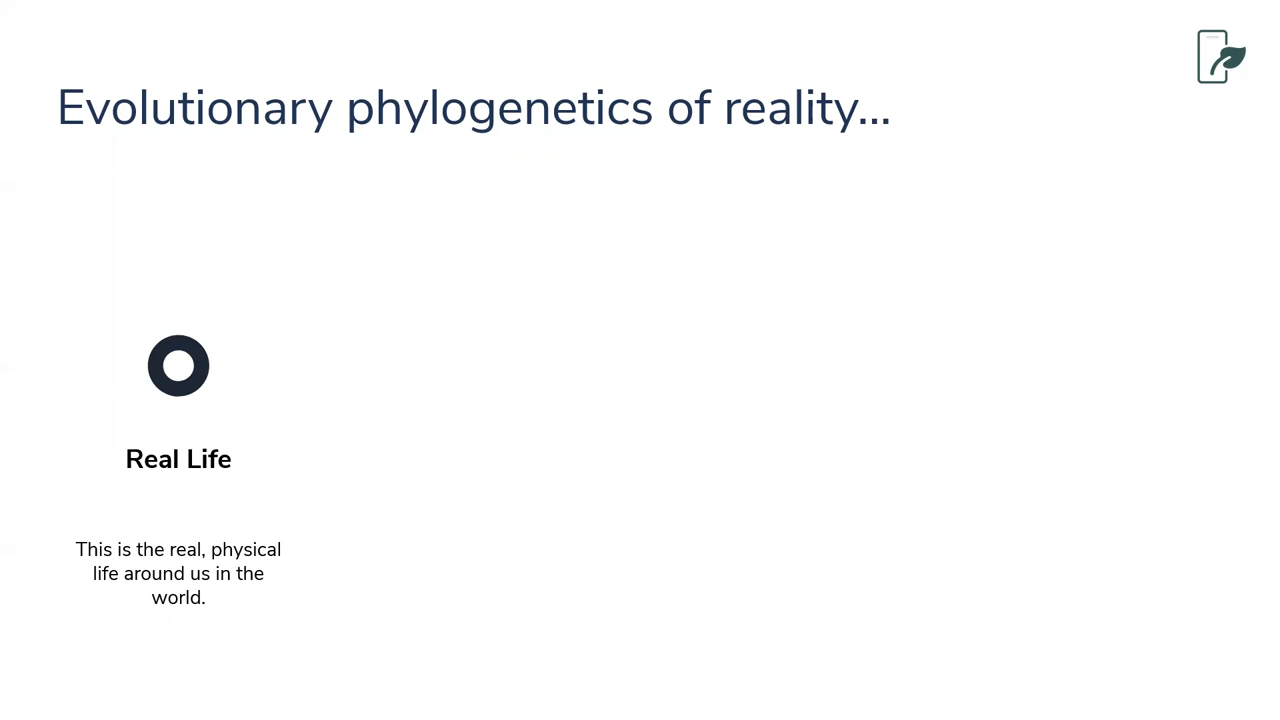 Evolutionary phylogenetics of reality...
Real Life
This is the real, physical
life around us in the
world.